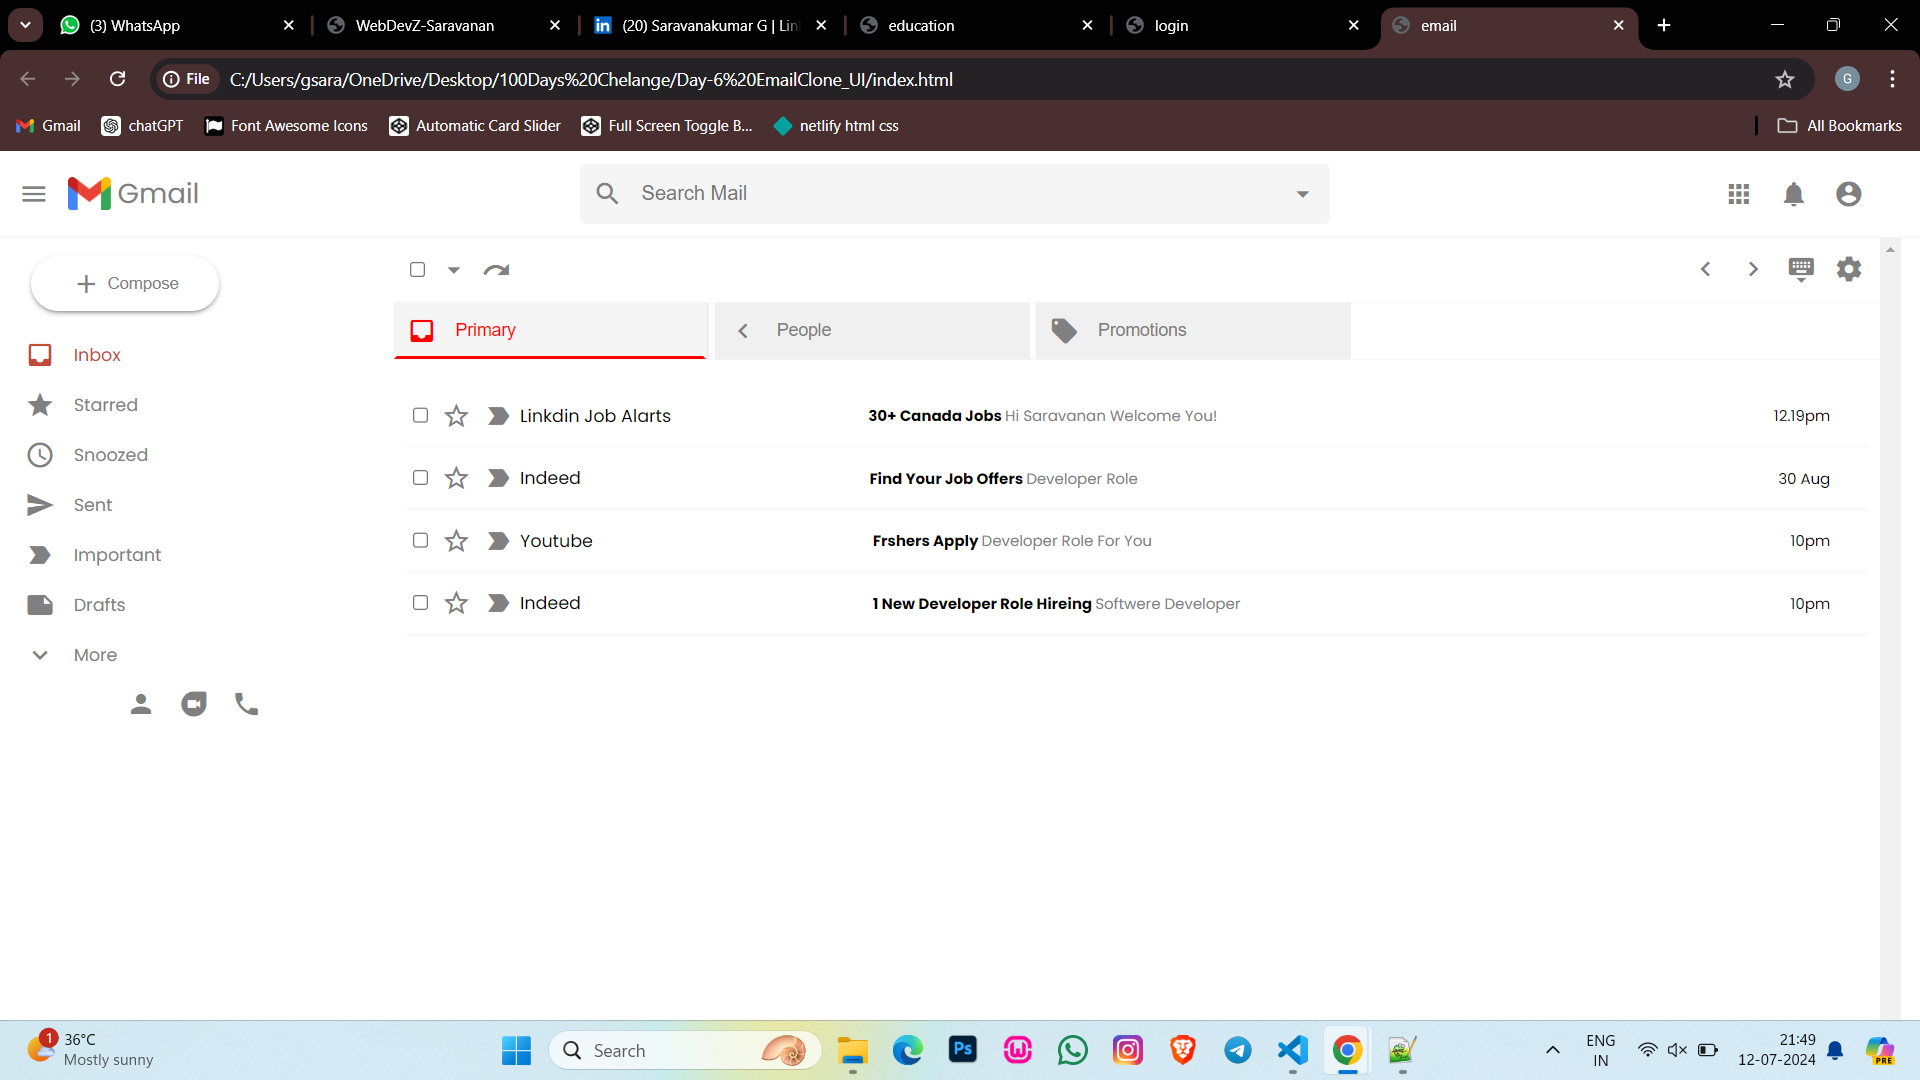 (3) WhatsApp
WebDevZ-Saravanan
(20) Saravanakumar G | Lin
education
login
email
File
C:/Users/gsara/OneDrive/Desktop/100Days%20Chelange/Day-6%20EmailClone_UI/index.html
G
Gmail
chatGPT
Font Awesome Icons
Automatic Card Slider
Full Screen Toggle B...
netlify html css
All Bookmarks
Gmail
Search Mail
Compose
Inbox
Starred
Snoozed
Sent
Important
Drafts
More
Primary
People
Promotions
Linkdin Job Alarts 30+ Canada Jobs Hi Saravanan Welcome You! 12.19pm
Indeed Find Your Job Offers Developer Role 30 Aug
Youtube Frshers Apply Developer Role For You 10pm
Indeed 1 New Developer Role Hireing Softwere Developer 10pm
1
36°C
Mostly sunny
Search
Ps
ENG
IN
21:49
12-07-2024
PRE